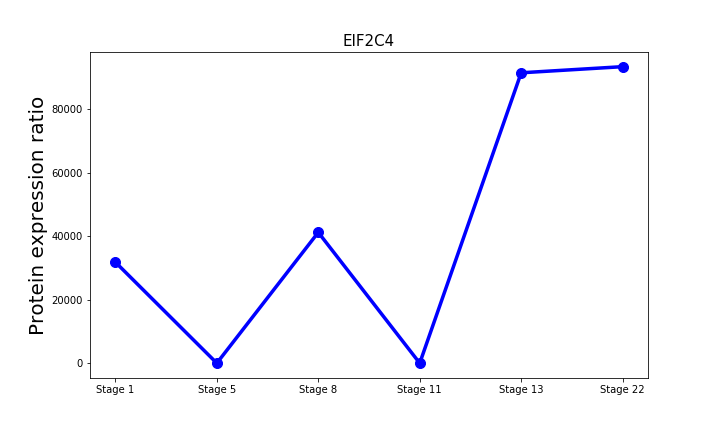 EIF2C4
Protein expression ratio
80000
60000
40000
20000
0
Stage 1 Stage 5 Stage 8 Stage 11 Stage 13 Stage 22